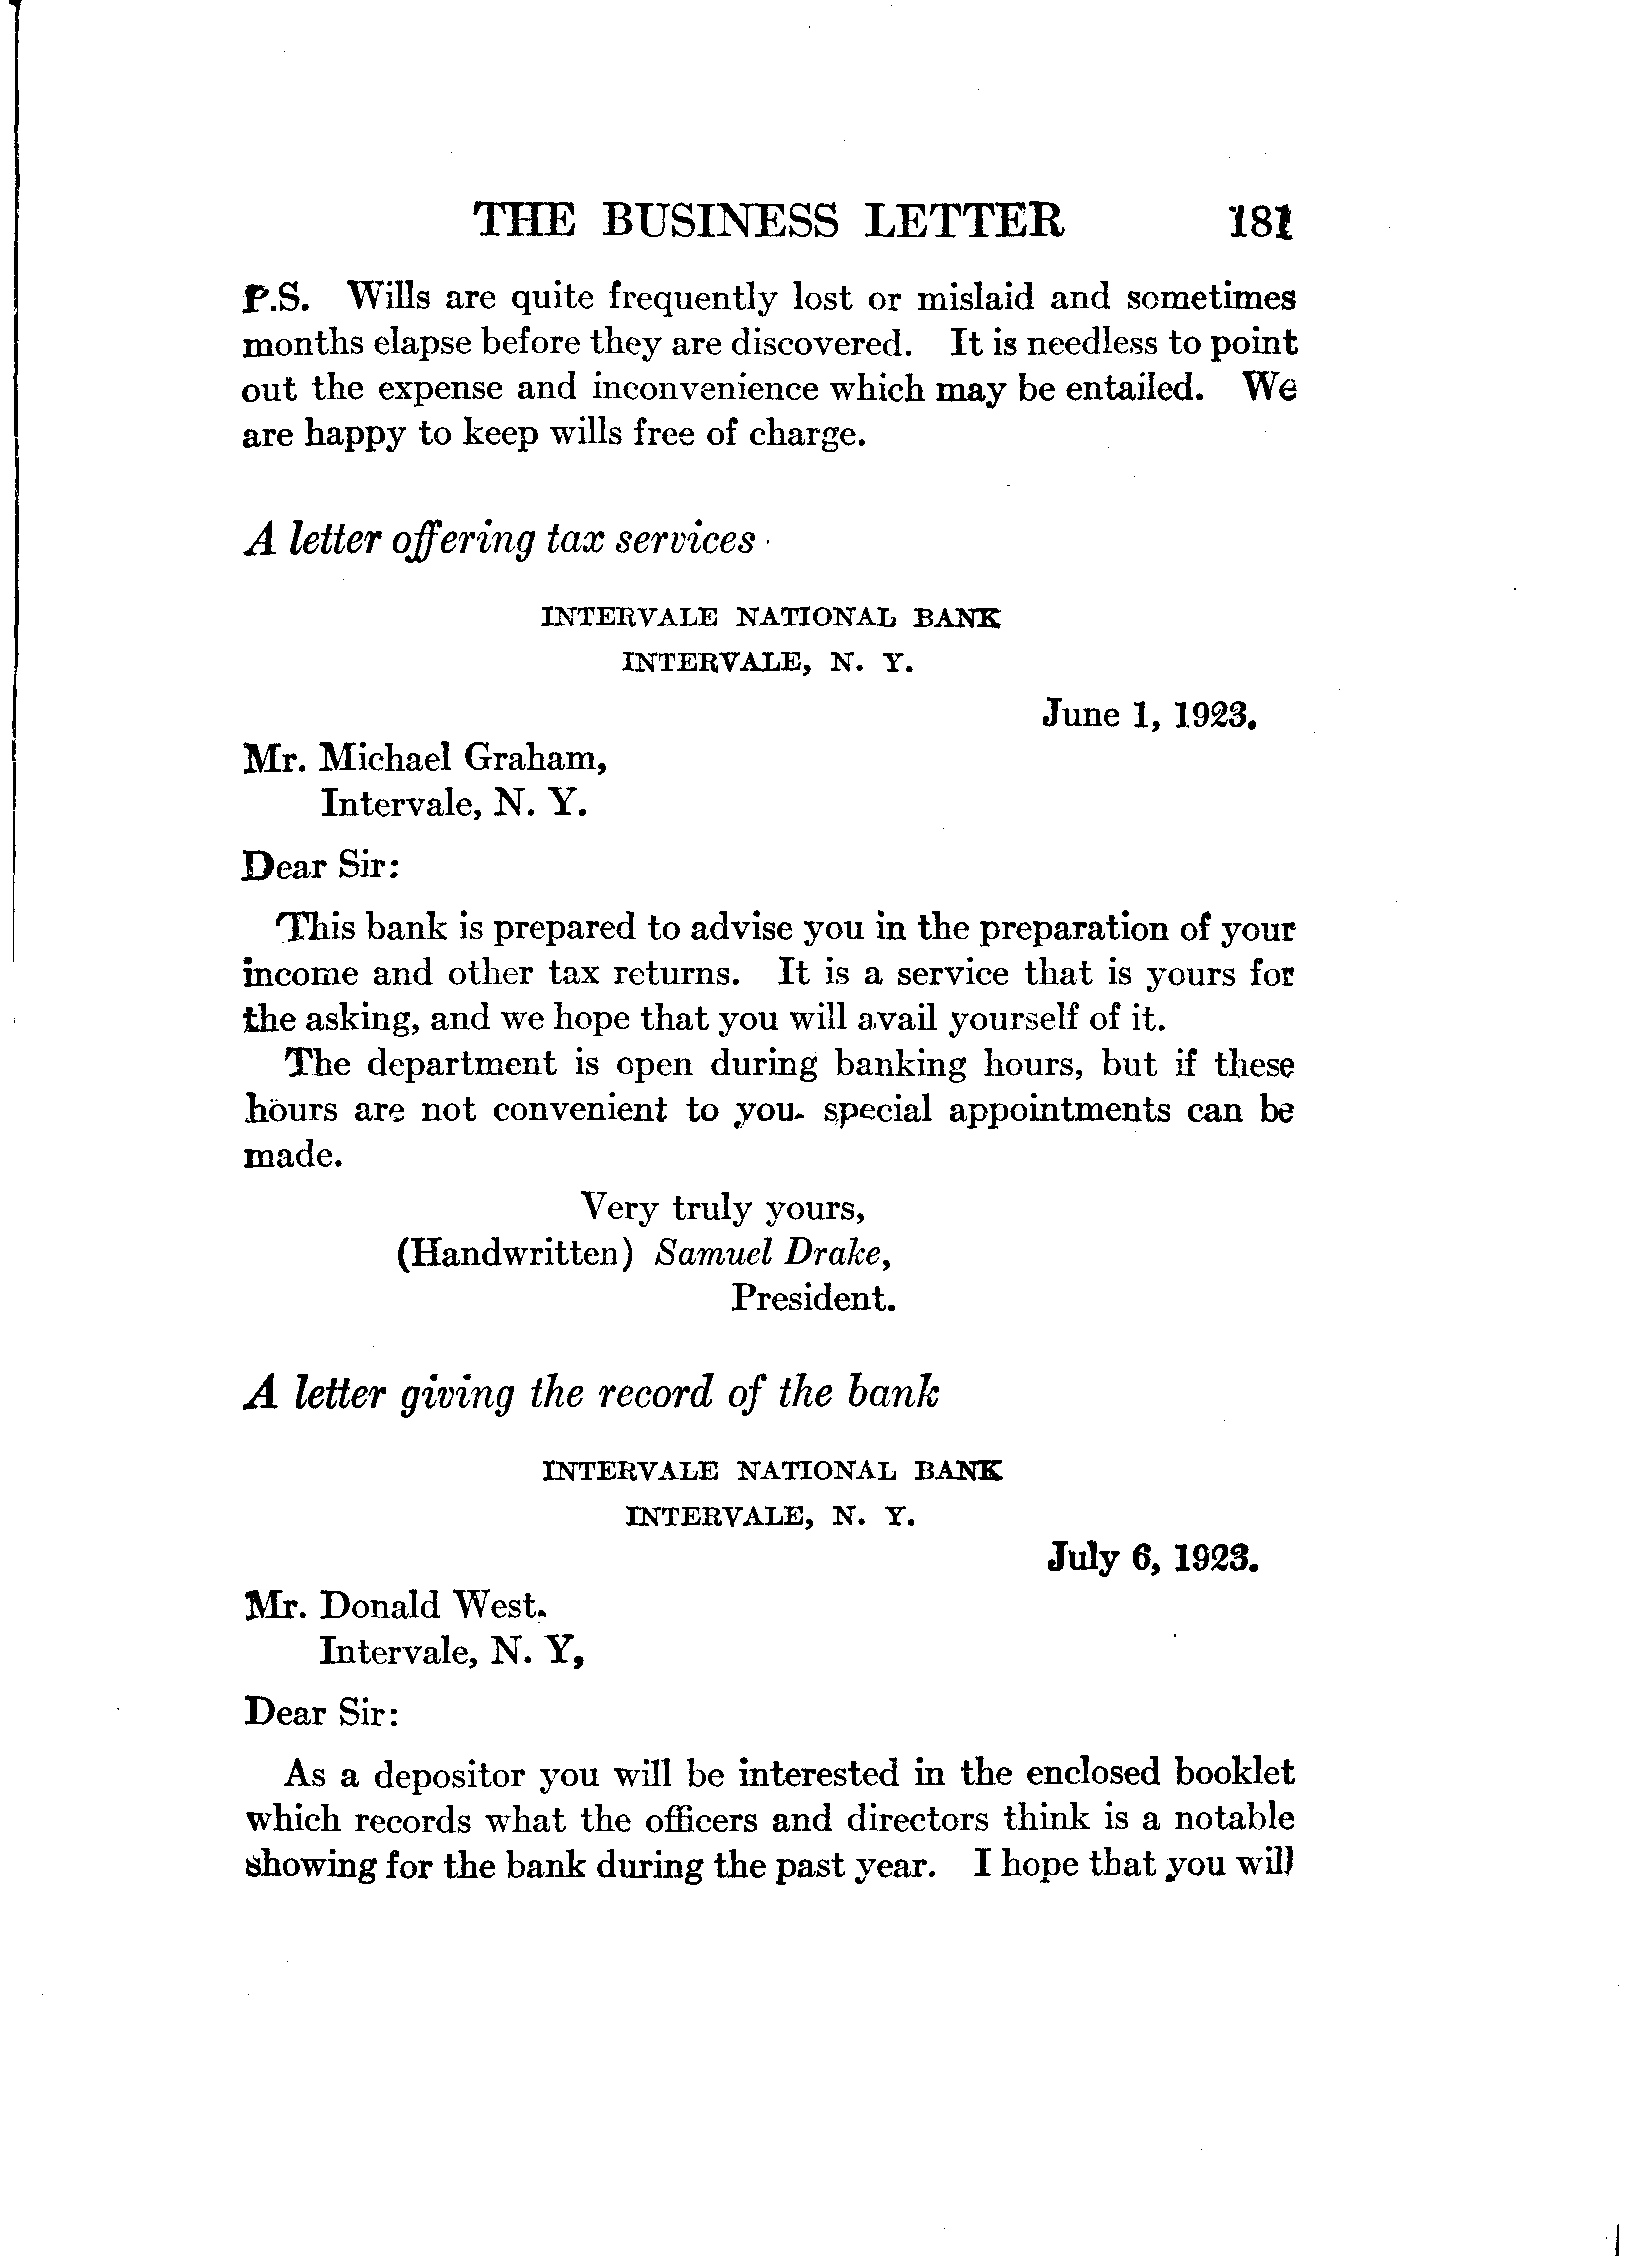 THE BUSINESS LETTER 181
P.S. Wills are quite frequently lost or mislaid and sometimes
months elapse before they are discovered. It is needless to point
out the expense and inconvenience which may be entailed. We
are happy to keep wills free of charge.
A letter offering tax services
INTERVALE NATIONAL BANK
INTERVALE, N. Y.
June 1, 1923.
Mr. Michael Graham,
Intervale, N. Y.
Dear Sir:
This bank is prepared to advise you in the preparation of your
income and other tax returns. It is a service that is yours for
the asking, and we hope that you will avail yourself of it.
The department is open during banking hours, but if these
hours are not convenient to you. special appointments can be
made.
Very truly yours,
(Handwritten) Samuel Drake,
President.
A letter giving the record of the bank
INTERVALE NATIONAL BANK
INTERVALE, N. Y.
July 6, 1923.
Mr. Donald West.
Intervale, N. Y,
Dear Sir:
As a depositor you will be interested in the enclosed booklet
which records what the officers and directors think is a notable
showing for the bank during the past year. I hope that you will